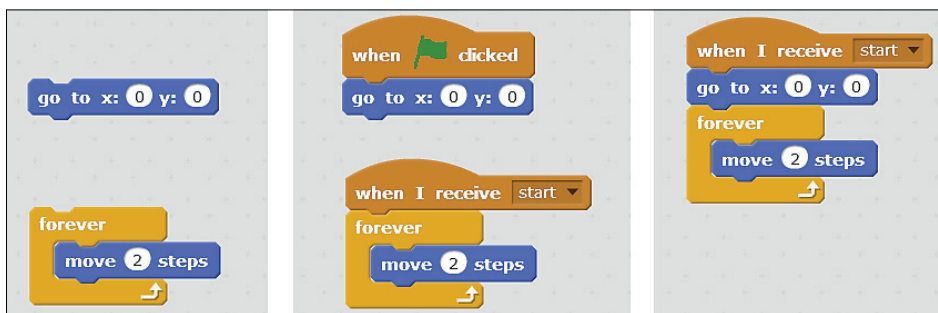 go to x: 0 y: 0
forever
move 2 steps
when clicked
go to x: 0 y: 0
when I receive start
forever
move 2 steps
when I receive start
go to x: 0 y: 0
forever
move 2 steps